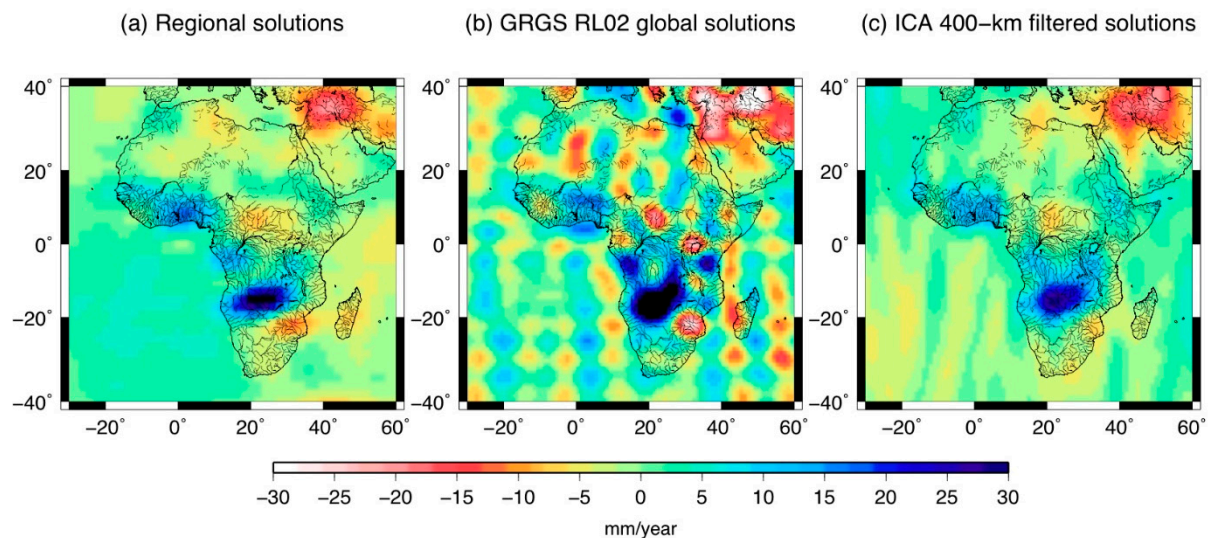 (a) Regional solutions
(b) GRGS RL02 global solutions
(c) ICA 400−km filtered solutions
40˚ 40˚ 40˚
20˚ 20˚ 20˚
0˚ 0˚ 0˚
−20˚ −20˚ −20˚
−40˚ −40˚ −40˚
−20˚ 0˚ 20˚ 40˚ 60˚ −20˚ 0˚ 20˚ 40˚ 60˚ −20˚ 0˚ 20˚ 40˚ 60˚
−30 −25 −20 −15 −10 −5 0 5 10 15 20 25 30
mm/year